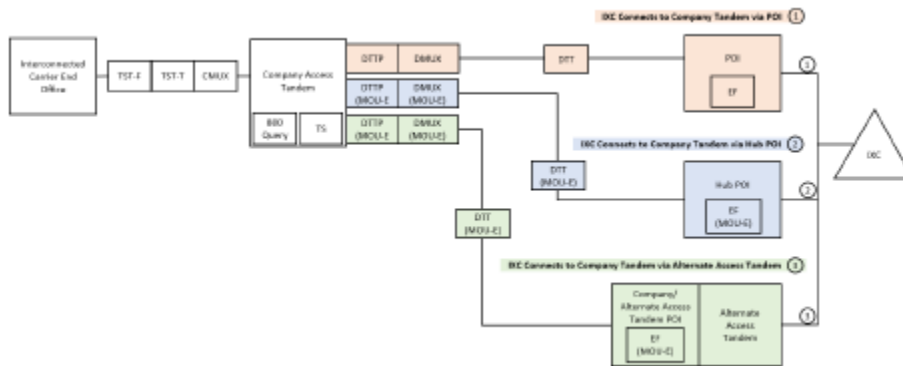 IXC Connects to Company Tandem via POI 1
Interconnected
Carrier End
Office
TST-F
TST-T
CMUX
Company Access
Tandem
800
Query
TS
DTTP
DMUX
DTT
POI
EF
1
DTTP
(MOU-E
DMUX
(MOU-E)
DTTP
(MOU-E
DMUX
(MOU-E)
IXC Connects to Company Tandem via Hub POI 2
IXC
DTT
(MOU-E)
Hub POI
EF
(MOU-E)
2
DTT
(MOU-E)
IXC Connects to Company Tandem via Alternate Access Tandem 3
Company/
Alternate Access
Tandem POI
EF
(MOU-E)
Alternate
Access
Tandem
3